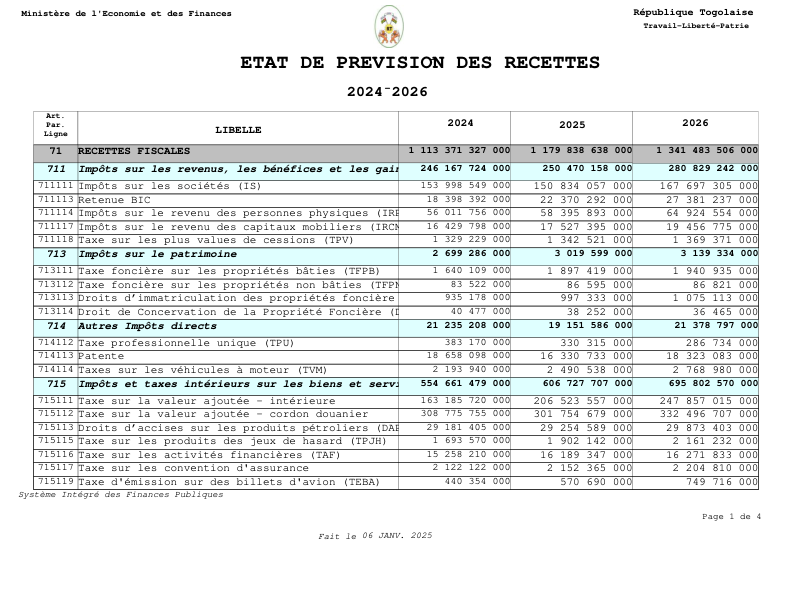 Ministère de l'Economie et des Finances
République Togolaise
Travail-Liberté-Patrie
ETAT DE PREVISION DES RECETTES
2024-2026
Art. Par. Ligne LIBELLE 2024 2025 2026
71 RECETTES FISCALES 1 113 371 327 000 1 179 838 638 000 1 341 483 506 000
711 Impôts sur les revenus, les bénéfices et les gai 246 167 724 000 250 470 158 000 280 829 242 000
711111 Impôts sur les sociétés (IS) 153 998 549 000 150 834 057 000 167 697 305 000
711113 Retenue BIC 18 398 392 000 22 370 292 000 27 381 237 000
711114 Impôts sur le revenu des personnes physiques (IRP 56 011 756 000 58 395 893 000 64 924 554 000
711117 Impôts sur le revenu des capitaux mobiliers (IRCM 16 429 798 000 17 527 395 000 19 456 775 000
711118 Taxe sur les plus values de cessions (TPV) 1 329 229 000 1 342 521 000 1 369 371 000
713 Impôts sur le patrimoine 2 699 286 000 3 019 599 000 3 139 334 000
713111 Taxe foncière sur les propriétés bâties (TFPB) 1 640 109 000 1 897 419 000 1 940 935 000
713112 Taxe foncière sur les propriétés non bâties (TFPN 83 522 000 86 595 000 86 821 000
713113 Droits d'immatriculation des propriétés foncière 935 178 000 997 333 000 1 075 113 000
713114 Droit de Concervation de la Propriété Foncière (D 40 477 000 38 252 000 36 465 000
714 Autres Impôts directs 21 235 208 000 19 151 586 000 21 378 797 000
714112 Taxe professionnelle unique (TPU) 383 170 000 330 315 000 286 734 000
714113 Patente 18 658 098 000 16 330 733 000 18 323 083 000
714114 Taxes sur les véhicules à moteur (TVM) 2 193 940 000 2 490 538 000 2 768 980 000
715 Impôts et taxes intérieurs sur les biens et servi 554 661 479 000 606 727 707 000 695 802 570 000
715111 Taxe sur la valeur ajoutée - intérieure 163 185 720 000 206 523 557 000 247 857 015 000
715112 Taxe sur la valeur ajoutée - cordon douanier 308 775 755 000 301 754 679 000 332 496 707 000
715113 Droits d'accises sur les produits pétroliers (DAP 29 181 405 000 29 254 589 000 29 873 403 000
715115 Taxe sur les produits des jeux de hasard (TPJH) 1 693 570 000 1 902 142 000 2 161 232 000
715116 Taxe sur les activités financières (TAF) 15 258 210 000 16 189 347 000 16 271 833 000
715117 Taxe sur les convention d'assurance 2 122 122 000 2 152 365 000 2 204 810 000
715119 Taxe d'émission sur des billets d'avion (TEBA) 440 354 000 570 690 000 749 716 000
Système Intégré des Finances Publiques
Page 1 de 4
Fait le 06 JANV. 2025